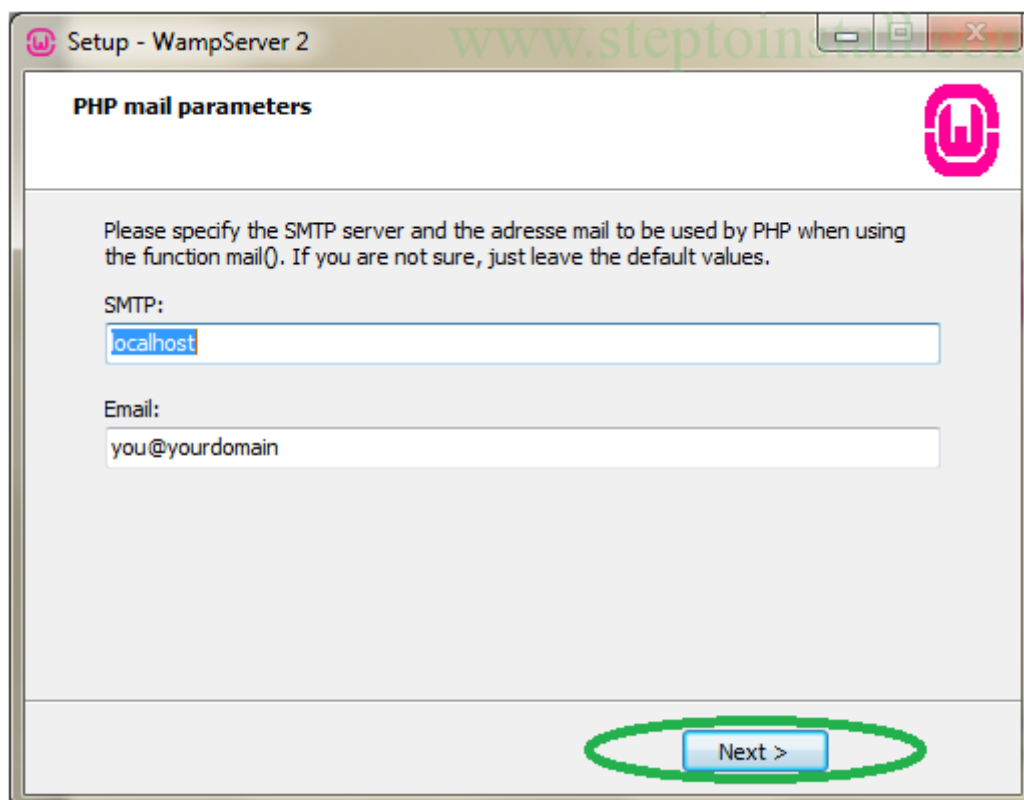 www.steptoinstall.com
Setup - WampServer 2
PHP mail parameters
Please specify the SMTP server and the adresse mail to be used by PHP when using
the function mail(). If you are not sure, just leave the default values.
SMTP:
localhost
Email:
you@yourdomain
Next >